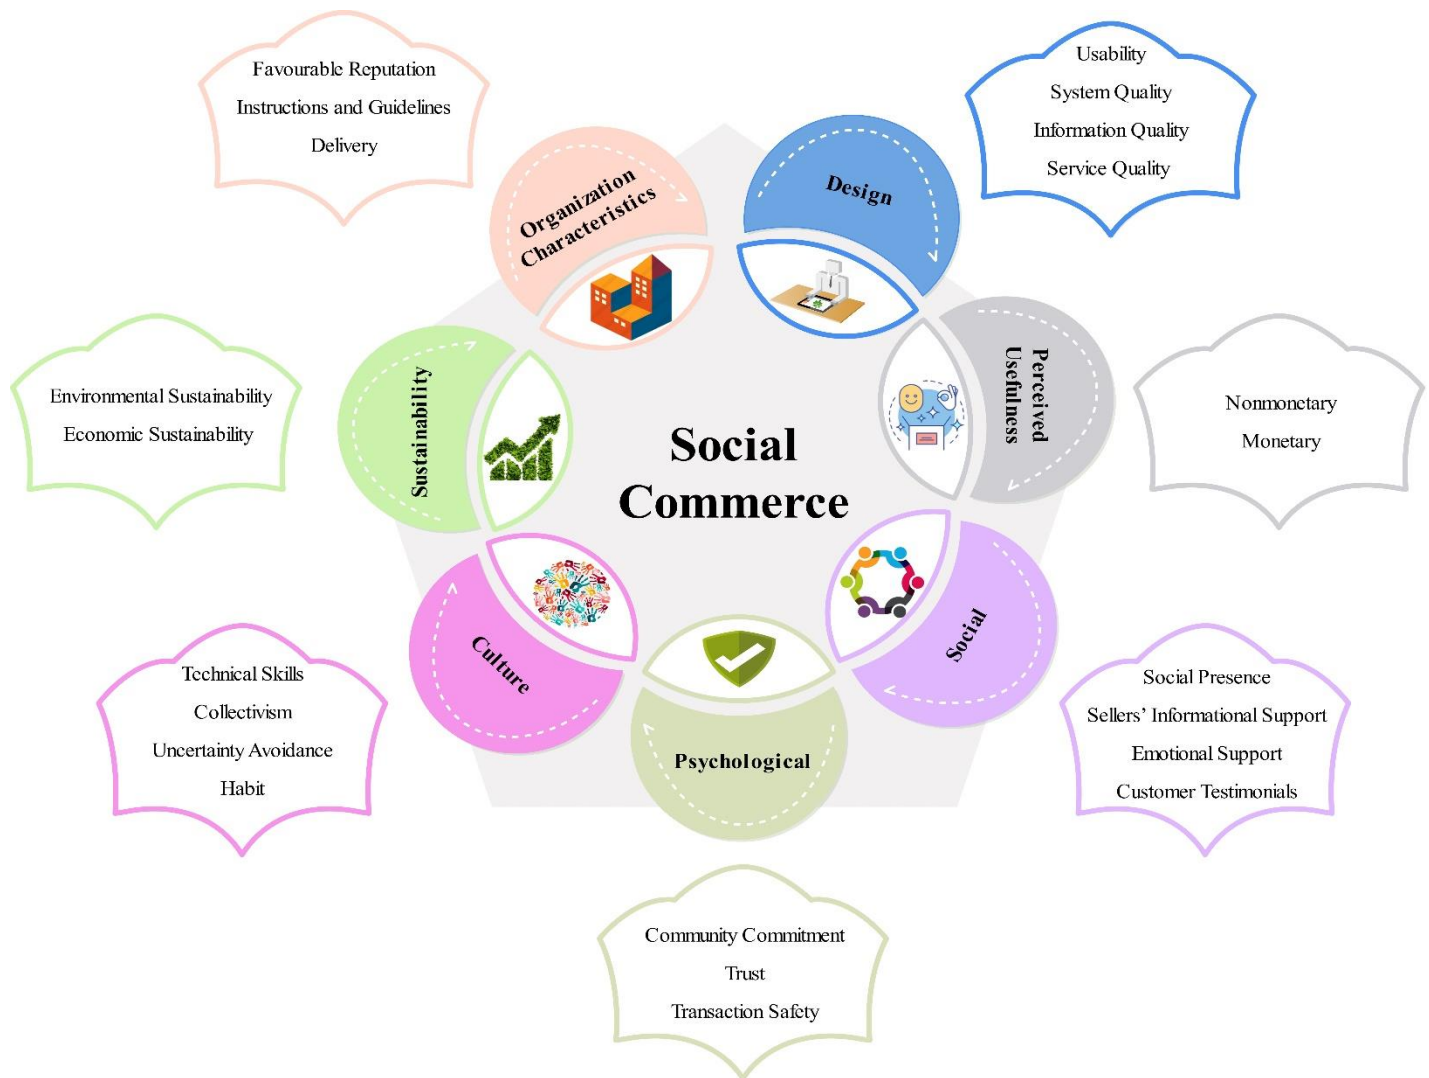 Favourable Reputation
Instructions and Guidelines
Delivery
Usability
System Quality
Information Quality
Service Quality
Organization
Characteristics
Design
Environmental Sustainability
Economic Sustainability
Sustainability
Social
Commerce
Perceived
Usefulness
Nonmonetary
Monetary
Technical Skills
Collectivism
Uncertainty Avoidance
Habit
Culture
Psychological
Social
Social Presence
Sellers' Informational Support
Emotional Support
Customer Testimonials
Community Commitment
Trust
Transaction Safety